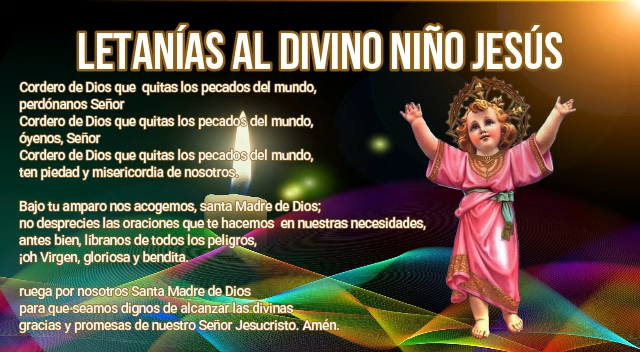 LETANÍAS AL DIVINO NIÑO JESÚS
Cordero de Dios que quitas los pecados del mundo,
perdónanos Señor
Cordero de Dios que quitas los pecados del mundo,
óyenos, Señor
Cordero de Dios que quitas los pecados del mundo,
ten piedad y misericordia de nosotros.
Bajo tu amparo nos acogemos, santa Madre de Dios;
no desprecies las oraciones que te hacemos en nuestras necesidades,
antes bien, líbranos de todos los peligros,
¡oh Virgen, gloriosa y bendita.
ruega por nosotros Santa Madre de Dios
para que seamos dignos de alcanzar las divinas
gracias y promesas de nuestro Señor Jesucristo. Amén.